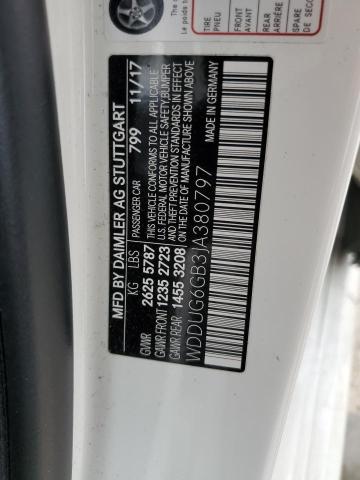 MFD BY DAIMLER AG STUTTGART
PASSENGER CAR 799 11/17
KG LBS
GVWR 2625 5787
GAWR FRONT 1235 2723
GAWR REAR 1455 3208
THIS VEHICLE CONFORMS TO ALL APPLICABLE
U.S. FEDERAL MOTOR VEHICLE SAFETY, BUMPER
AND THEFT PREVENTION STANDARDS IN EFFECT
ON THE DATE OF MANUFACTURE SHOWN ABOVE
MADE IN GERMANY
WDDUG6GB3JA380797
TIRE
PNEU
FRONT
AVANT
REAR
ARRIÈRE
SPARE
DE SECO